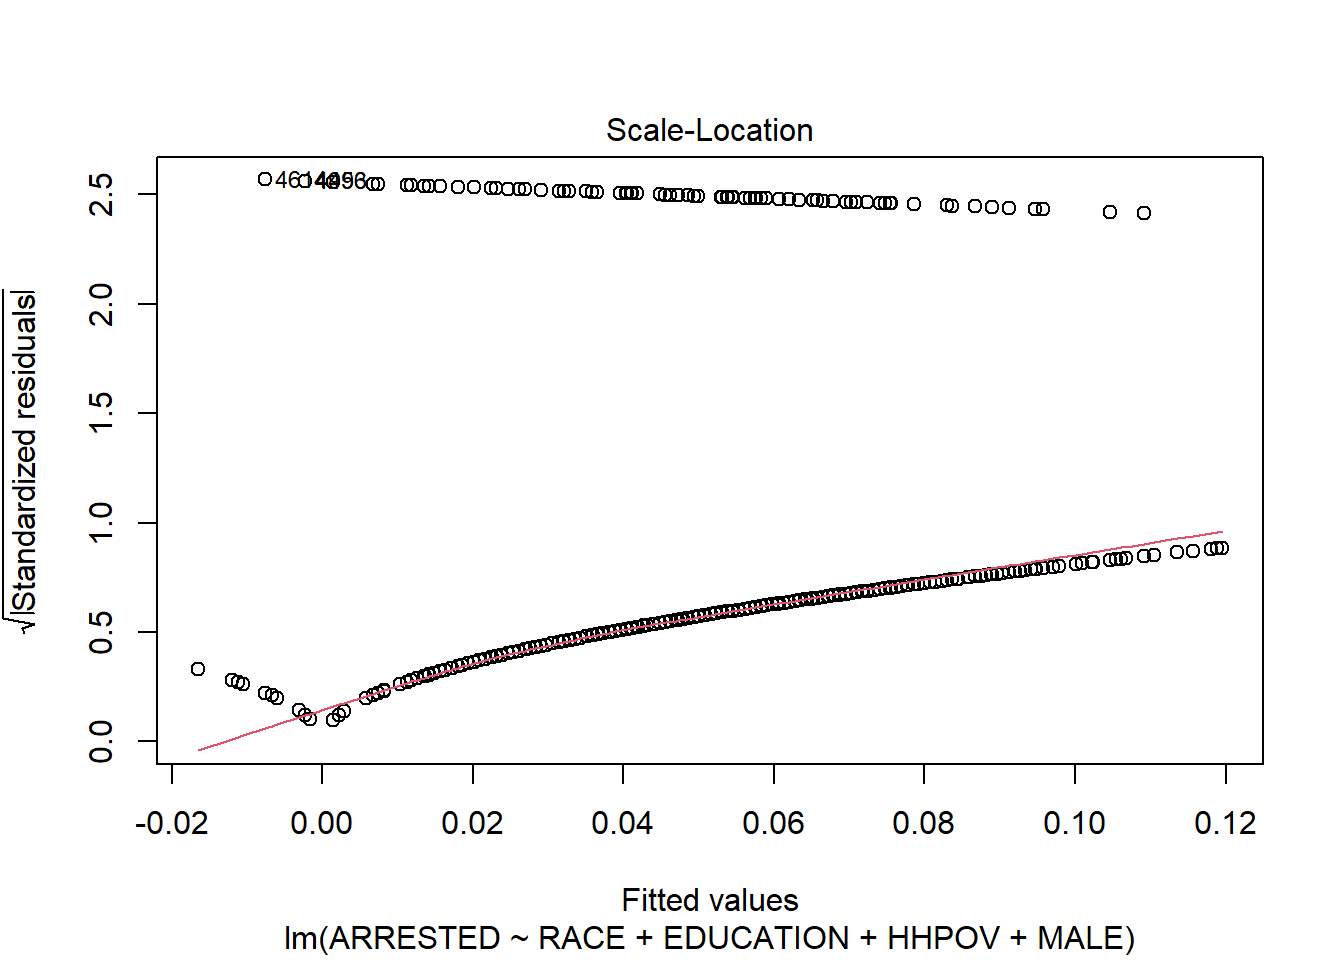 Scale-Location
√|Standardized residuals|
2.5
2.0
1.5
1.0
0.5
0.0
-0.02 0.00 0.02 0.04 0.06 0.08 0.10 0.12
Fitted values
lm(ARRESTED ~ RACE + EDUCATION + HHPOV + MALE)